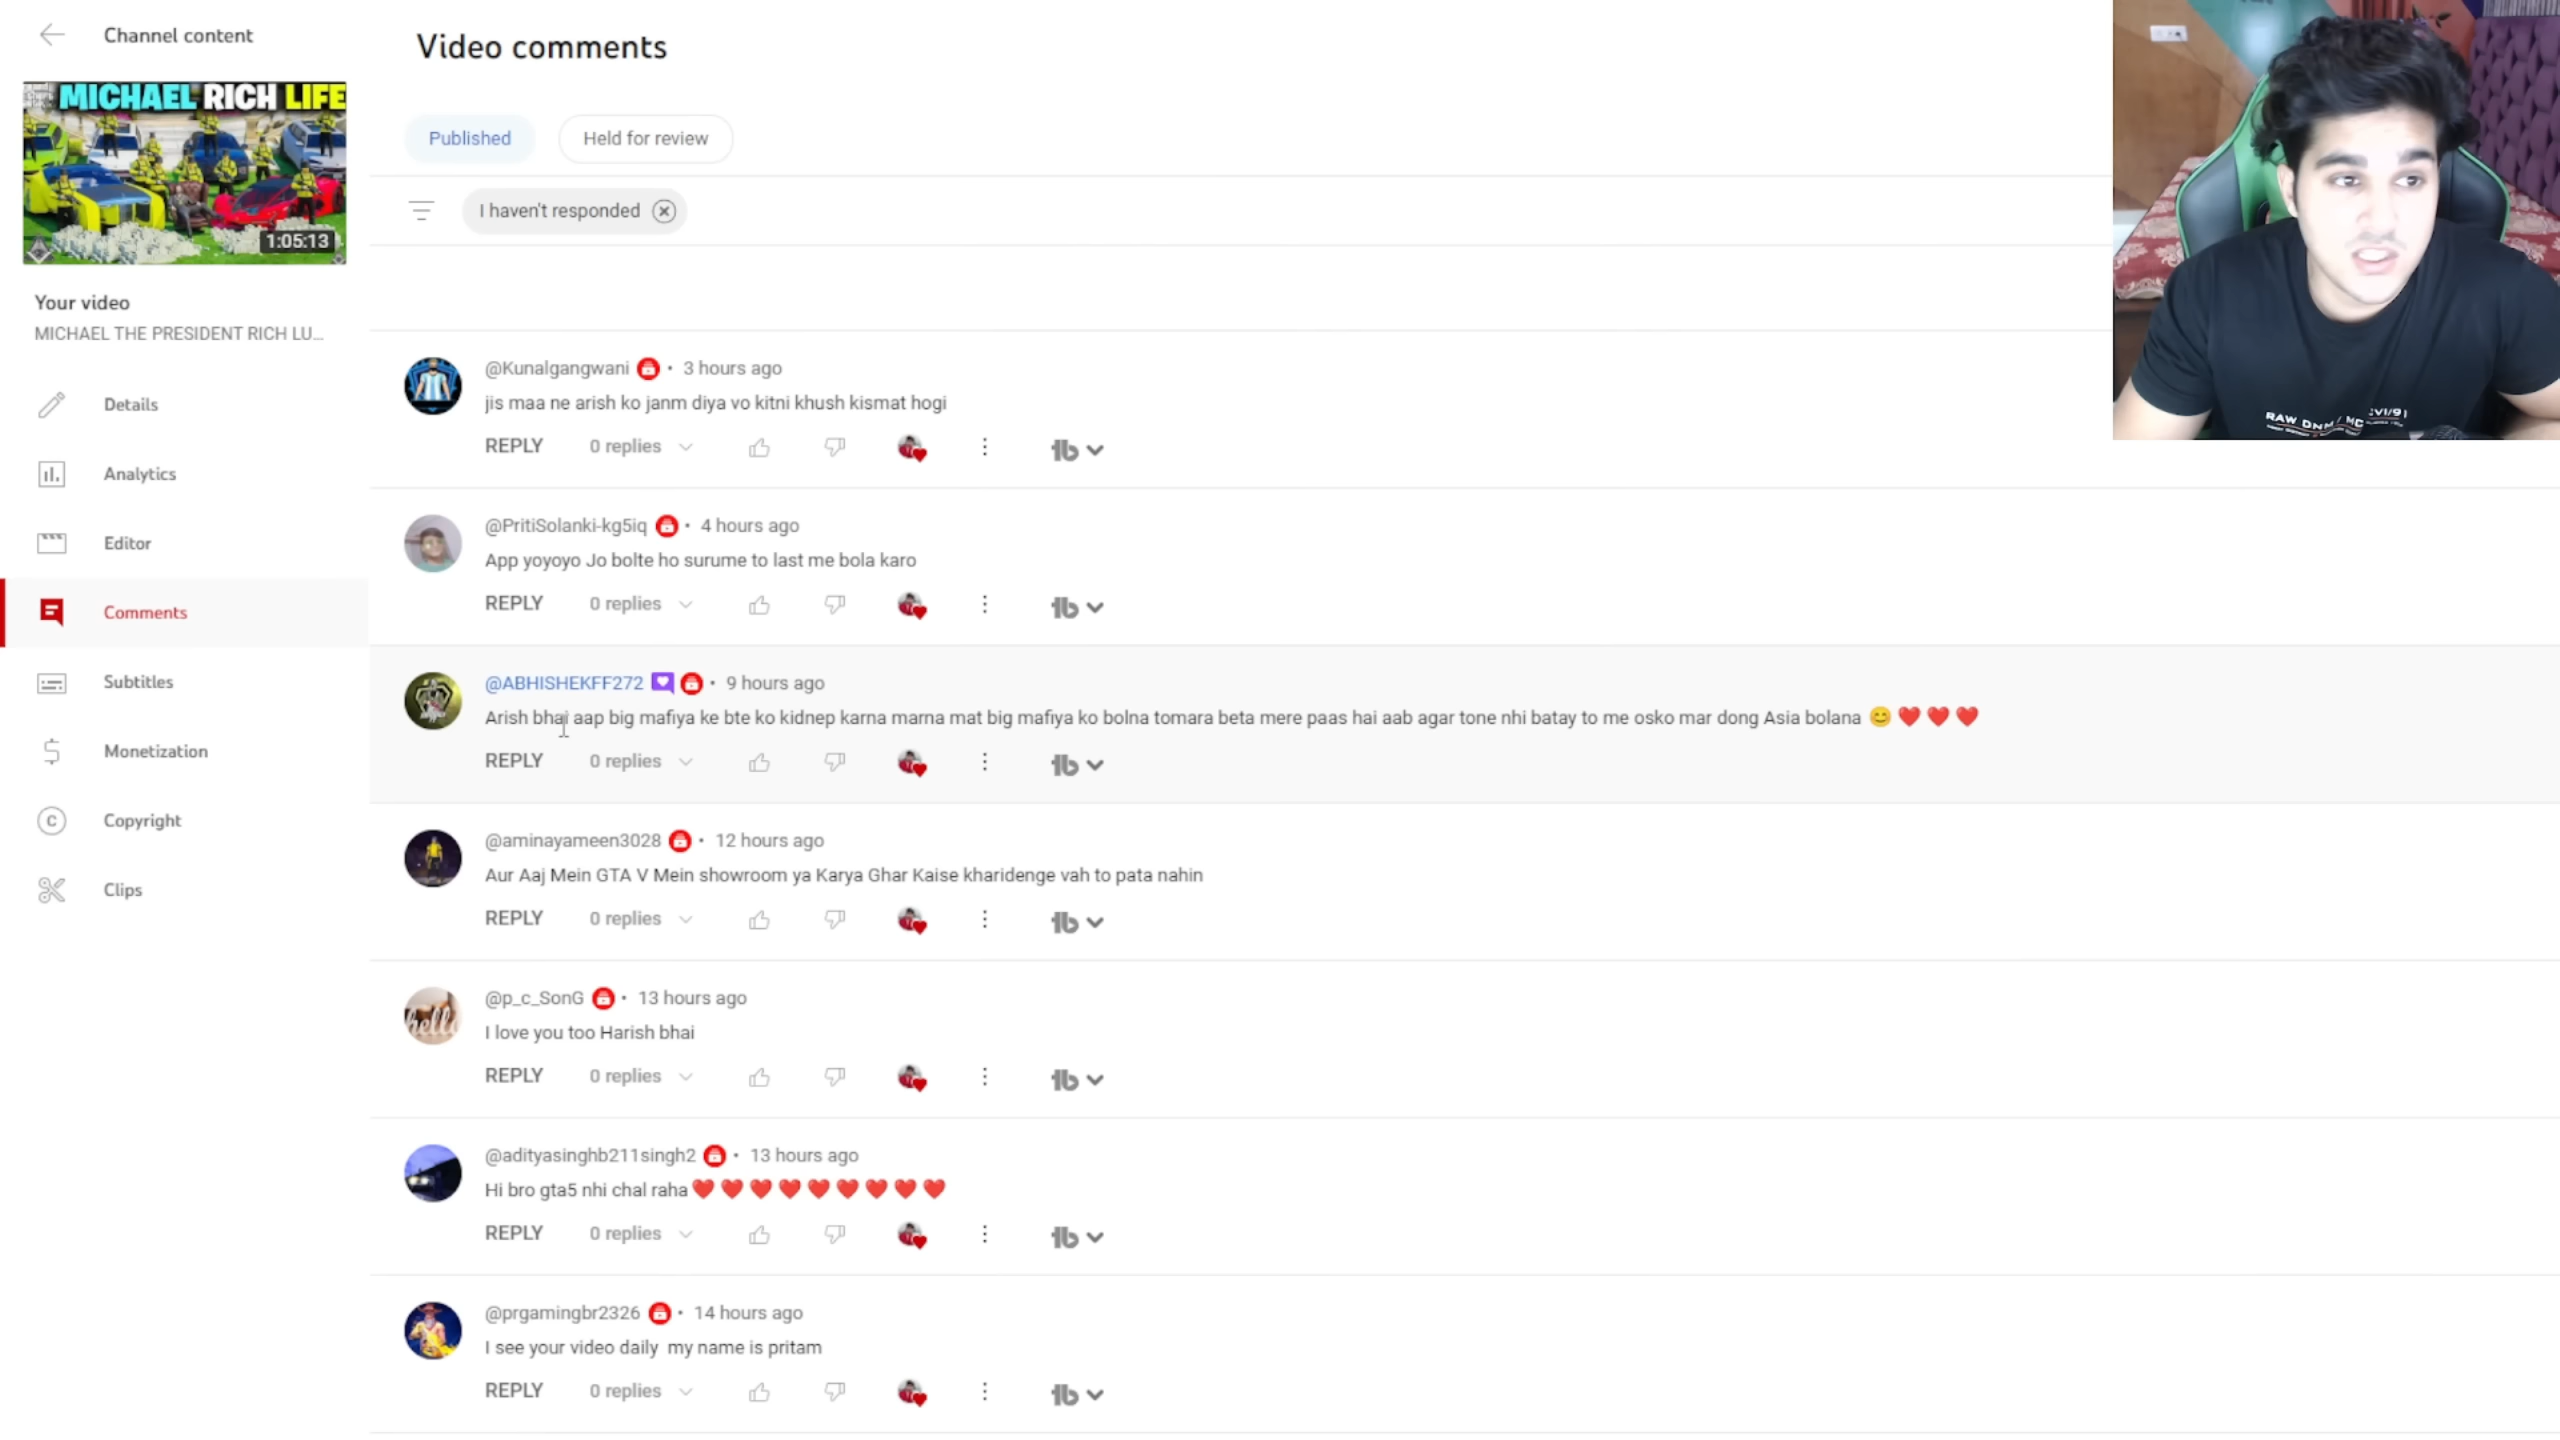 Channel content
MICHAEL RICH LIFE
1:05:13
Your video
MICHAEL THE PRESIDENT RICH LU...
Details
Analytics
Editor
Comments
Subtitles
Monetization
Copyright
Clips
Video comments
Published
Held for review
I haven't responded
@Kunalgangwani • 3 hours ago
jis maa ne arish ko janm diya vo kitni khush kismat hogi
REPLY 0 replies
@PritiSolanki-kg5iq • 4 hours ago
App yoyoyo Jo bolte ho surume to last me bola karo
REPLY 0 replies
@ABHISHEKFF272 • 9 hours ago
Arish bhai aap big mafiya ke bte ko kidnep karna marna mat big mafiya ko bolna tomara beta mere paas hai aab agar tone nhi batay to me osko mar dong Asia bolana 😊 ❤️ ❤️ ❤️
REPLY 0 replies
@aminayameen3028 • 12 hours ago
Aur Aaj Mein GTA V Mein showroom ya Karya Ghar Kaise kharidenge vah to pata nahin
REPLY 0 replies
hello
@p_c_SonG • 13 hours ago
I love you too Harish bhai
REPLY 0 replies
@adityasinghb211singh2 • 13 hours ago
Hi bro gta5 nhi chal raha ❤️ ❤️ ❤️ ❤️ ❤️ ❤️ ❤️ ❤️ ❤️
REPLY 0 replies
@prgamingbr2326 • 14 hours ago
I see your video daily my name is pritam
REPLY 0 replies